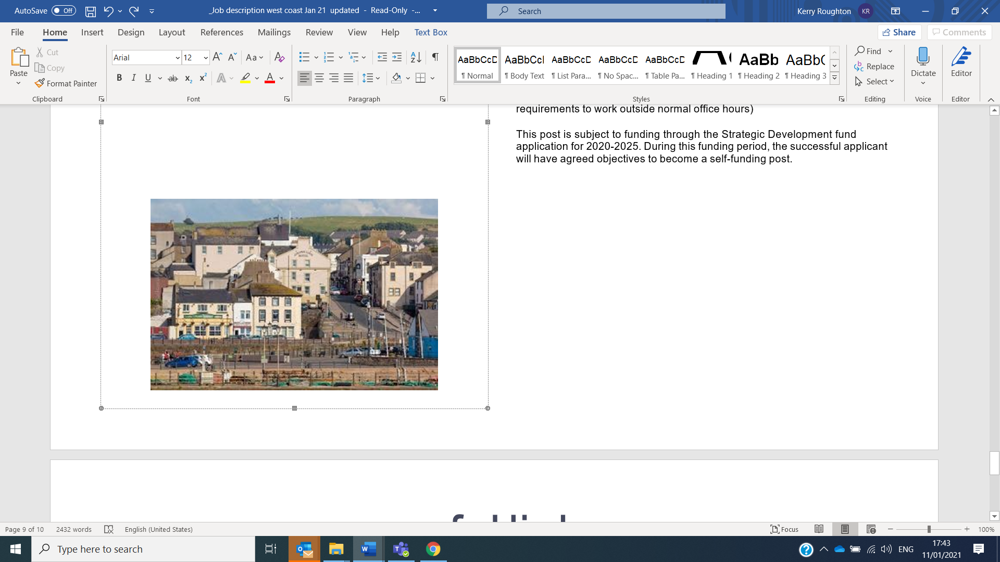 AutoSave Off
_Job description west coast Jan 21 updated - Read-Only -...
Search
Kerry Roughton KR
File Home Insert Design Layout References Mailings Review View Help Text Box
Share Comments
Paste
Cut
Copy
Format Painter
Clipboard
Arial 12
Font
Paragraph
AaBbCcD AaBbCcI AaBbCcD AaBbCcD AaBbCcD AaBb AaBbC
¶ Normal ¶ Body Text ¶ List Para... ¶ No Spac... ¶ Table Pa... ¶ Heading 1 ¶ Heading 2 ¶ Heading 3
Styles
Find
Replace
Select
Editing
Dictate
Voice
Editor
Editor
requirements to work outside normal office hours)
This post is subject to funding through the Strategic Development fund
application for 2020-2025. During this funding period, the successful applicant
will have agreed objectives to become a self-funding post.
Page 9 of 10 2432 words English (United States)
Focus
100%
Type here to search
ENG
17:43
11/01/2021